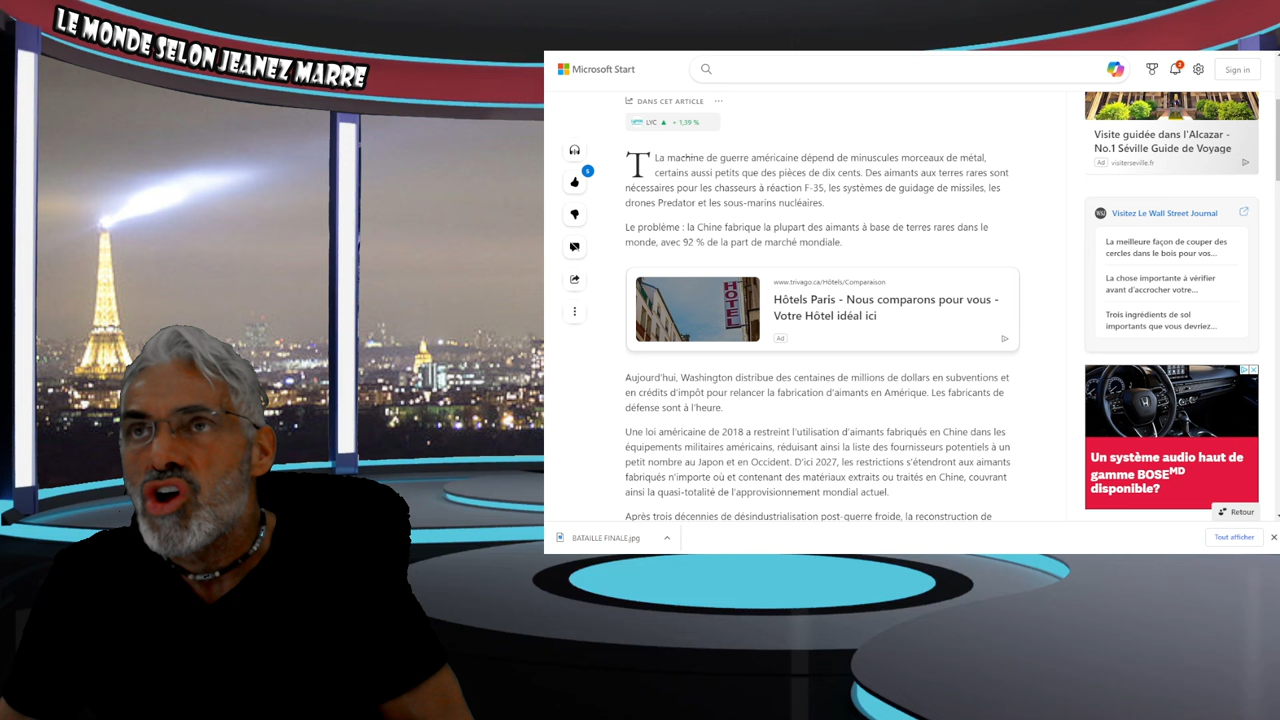 LE MONDE SELON JEANEZ MARRE
Microsoft Start
Sign in
2
DANS CET ARTICLE ...
LYC ▲ + 1,39 %
5
T La machine de guerre américaine dépend de minuscules morceaux de métal,
certains aussi petits que des pièces de dix cents. Des aimants aux terres rares sont
nécessaires pour les chasseurs à réaction F-35, les systèmes de guidage de missiles, les
drones Predator et les sous-marins nucléaires.
Le problème : la Chine fabrique la plupart des aimants à base de terres rares dans le
monde, avec 92 % de la part de marché mondiale.
HOTEL
www.trivago.ca/Hôtels/Comparaison
Hôtels Paris - Nous comparons pour vous -
Votre Hôtel idéal ici
Ad
Aujourd'hui, Washington distribue des centaines de millions de dollars en subventions et
en crédits d'impôt pour relancer la fabrication d'aimants en Amérique. Les fabricants de
défense sont à l'heure.
Une loi américaine de 2018 a restreint l'utilisation d'aimants fabriqués en Chine dans les
équipements militaires américains, réduisant ainsi la liste des fournisseurs potentiels à un
petit nombre au Japon et en Occident. D'ici 2027, les restrictions s'étendront aux aimants
fabriqués n'importe où et contenant des matériaux extraits ou traités en Chine, couvrant
ainsi la quasi-totalité de l'approvisionnement mondial actuel.
Après trois décennies de désindustrialisation post-guerre froide, la reconstruction de
Visite guidée dans l'Alcazar -
No.1 Séville Guide de Voyage
Ad visiterseville.fr
Visitez Le Wall Street Journal
La meilleure façon de couper des
cercles dans le bois pour vos...
La chose importante à vérifier
avant d'accrocher votre...
Trois ingrédients de sol
importants que vous devriez...
Un système audio haut de
gamme BOSEMD
disponible?
Retour
BATAILLE FINALE.jpg
Tout afficher